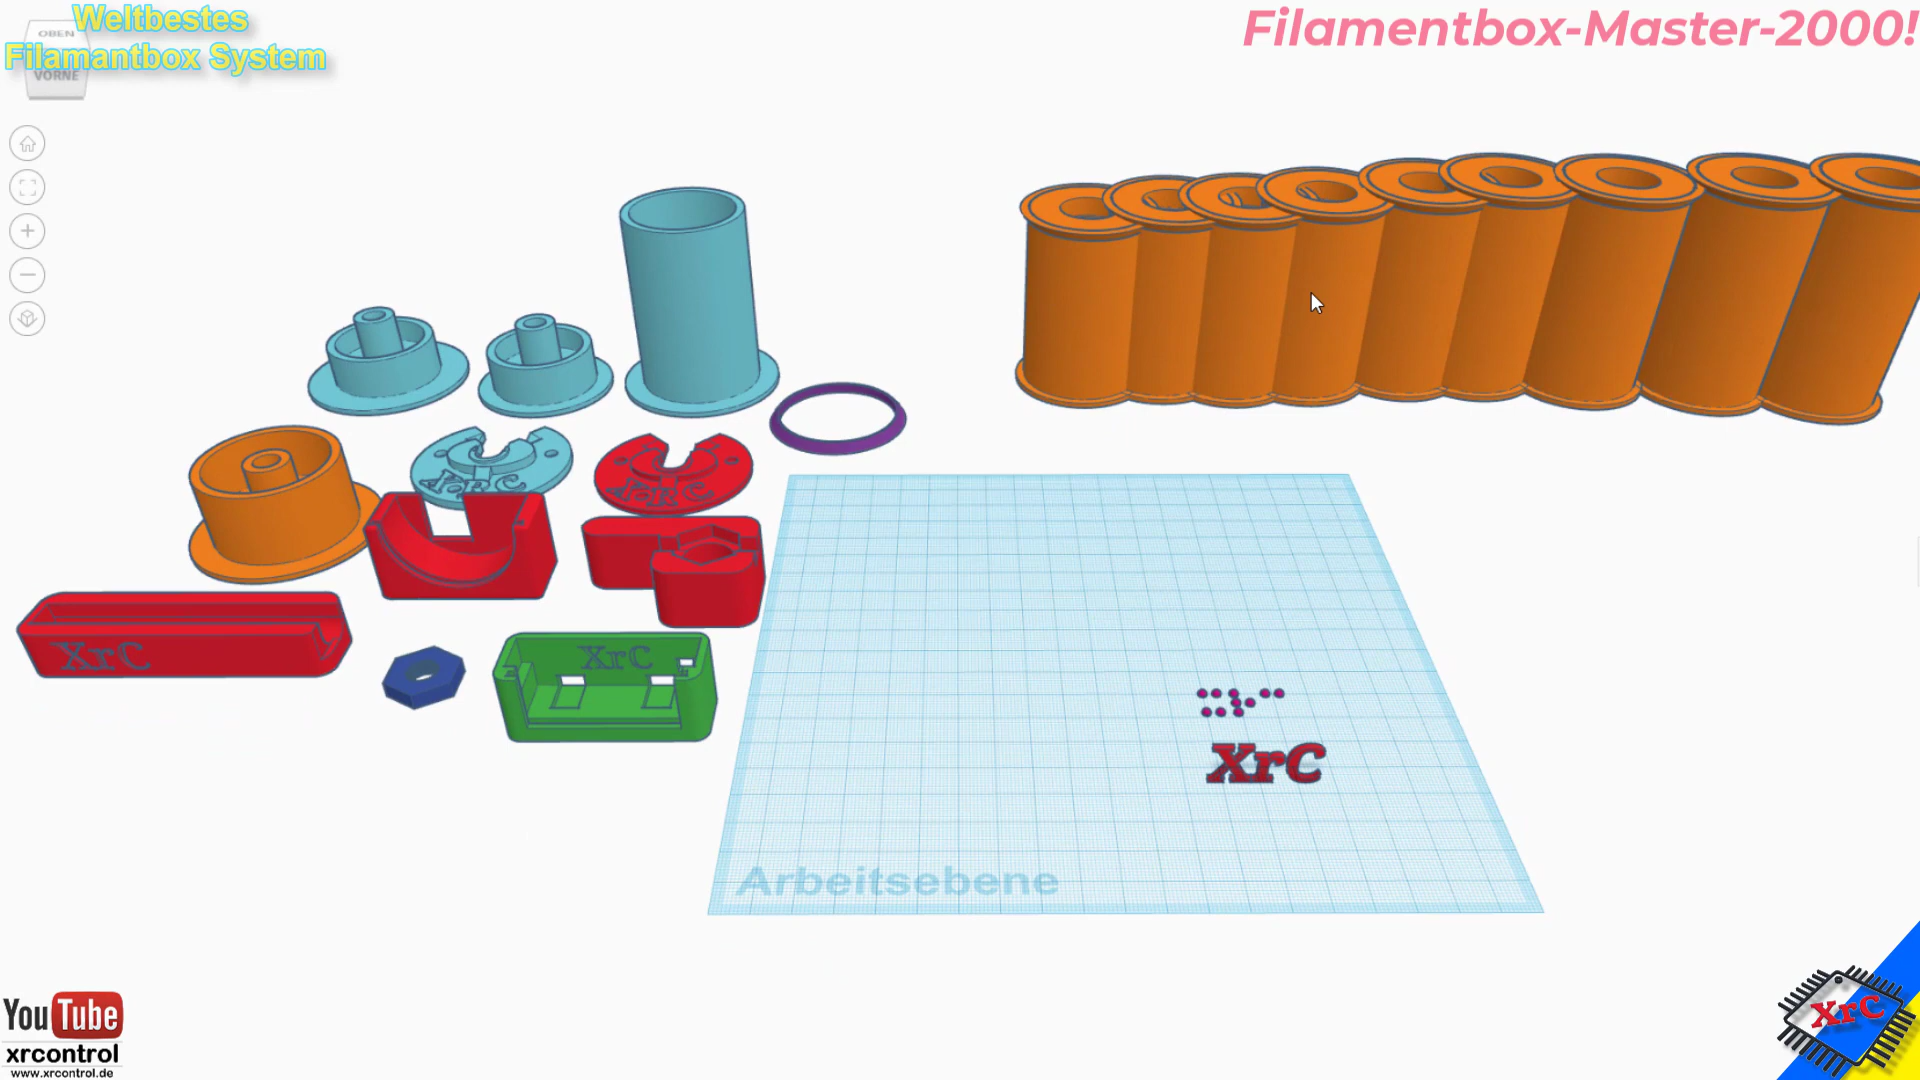 Weltbestes
Filamantbox System
OBEN
VORNE
Filamentbox-Master-2000!
XrC
XrC
XrC
XrC
XrC
Arbeitsebene
YouTube
xrcontrol
www.xrcontrol.de
XrC